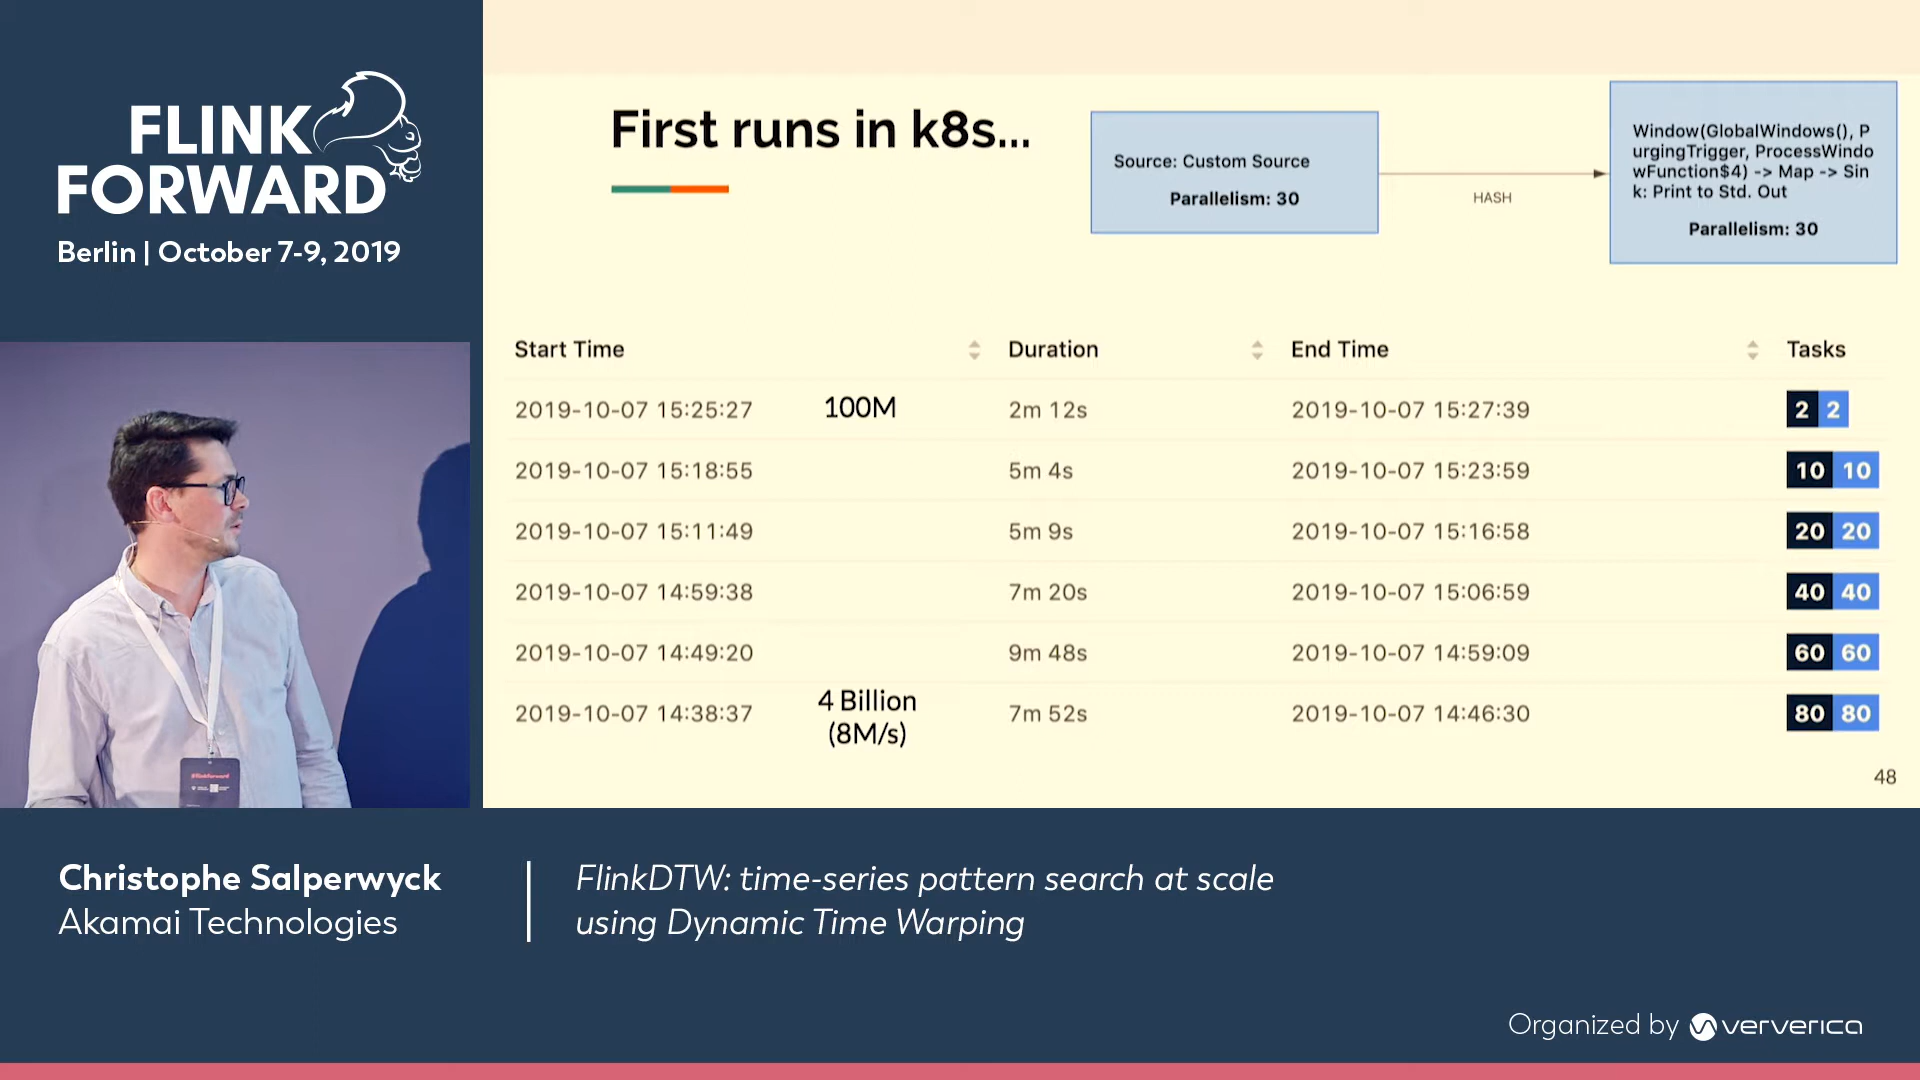 FLINK
FORWARD
Berlin | October 7-9, 2019
First runs in k8s...
Source: Custom Source
Parallelism: 30
HASH
Window(GlobalWindows(), P
urgingTrigger, ProcessWindo
wFunction$4) -> Map -> Sin
k: Print to Std. Out
Parallelism: 30
Start Time Duration End Time Tasks
2019-10-07 15:25:27 100M 2m 12s 2019-10-07 15:27:39 2 2
2019-10-07 15:18:55 5m 4s 2019-10-07 15:23:59 10 10
2019-10-07 15:11:49 5m 9s 2019-10-07 15:16:58 20 20
2019-10-07 14:59:38 7m 20s 2019-10-07 15:06:59 40 40
2019-10-07 14:49:20 9m 48s 2019-10-07 14:59:09 60 60
2019-10-07 14:38:37 4 Billion (8M/s) 7m 52s 2019-10-07 14:46:30 80 80
48
#flinkforward
Christophe Salperwyck
Akamai Technologies
FlinkDTW: time-series pattern search at scale
using Dynamic Time Warping
Organized by ververica